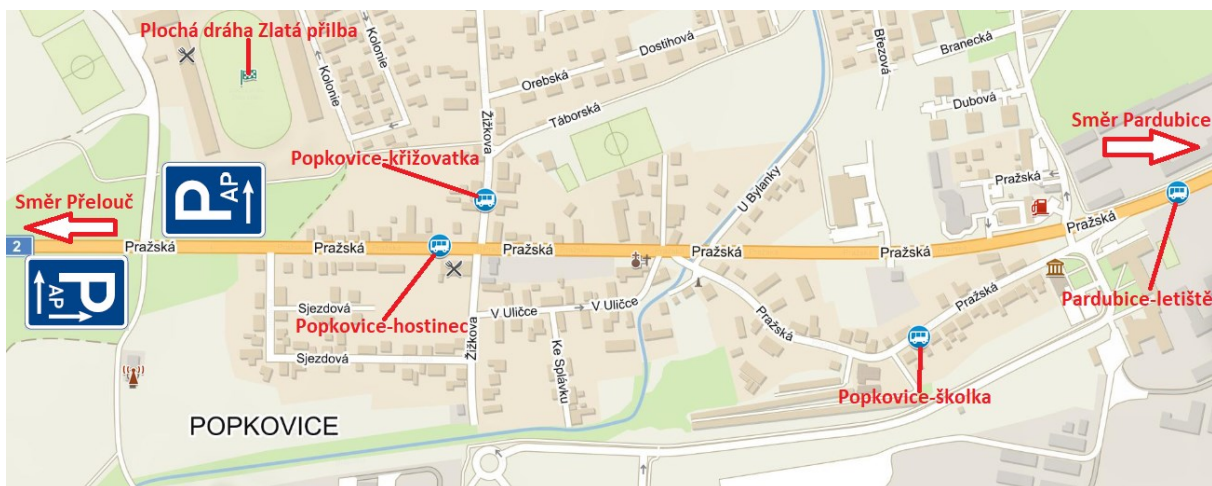 Plochá dráha Zlatá přilba
Kolonie
Kolonie
Dostihová
Orebská
Táborská
Žižkova
Březová
Branecká
Dubová
Směr Pardubice
Popkovice-křižovatka
P
AP
Směr Přelouč
U Bylanky
Pražská
Pražská
2
Pražská
Pražská
Pražská
Pražská
Pražská
P
AP
Sjezdová
V Uličce
V Uličce
Popkovice-hostinec
Pražská
Pražská
Pardubice-letiště
Sjezdová
Žižkova
Ke Splávku
Popkovice-školka
POPKOVICE